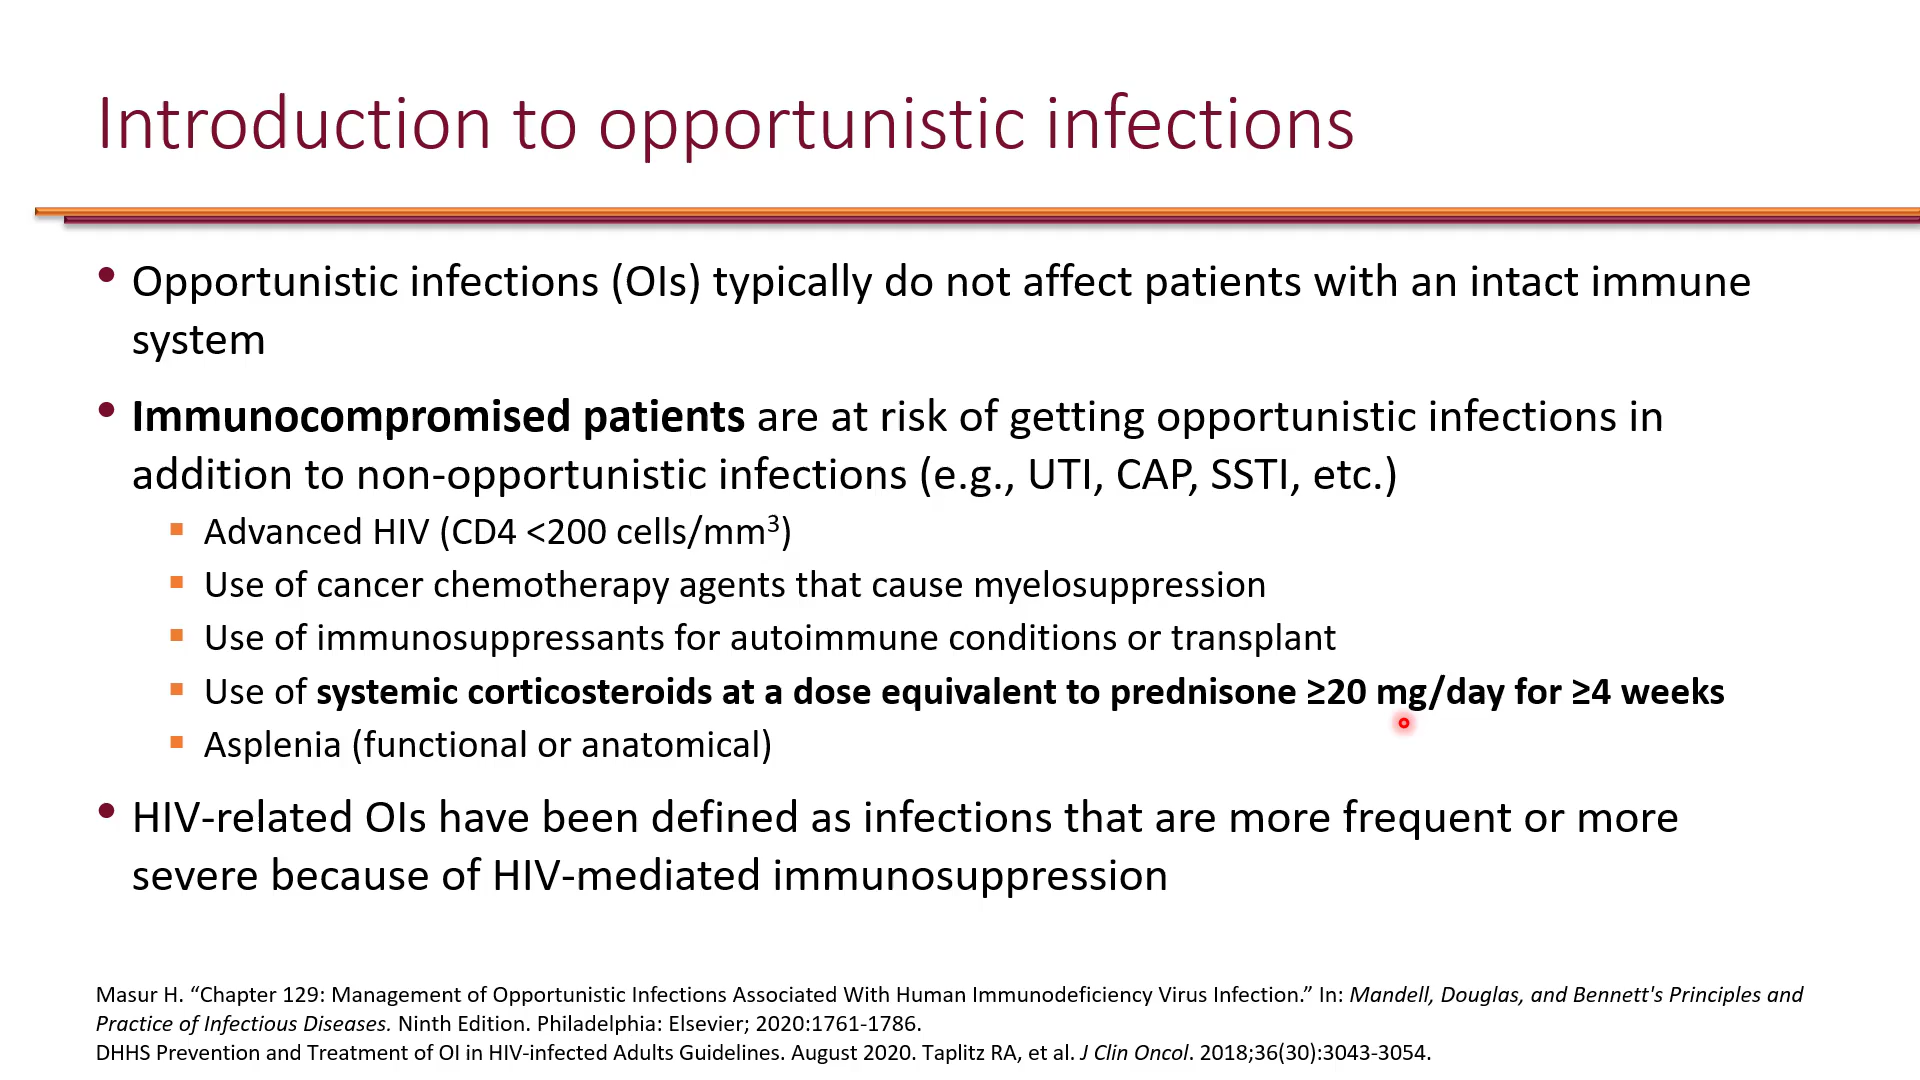 Introduction to opportunistic infections
• Opportunistic infections (OIs) typically do not affect patients with an intact immune
system
• Immunocompromised patients are at risk of getting opportunistic infections in
addition to non-opportunistic infections (e.g., UTI, CAP, SSTI, etc.)
▪ Advanced HIV (CD4 <200 cells/mm³)
▪ Use of cancer chemotherapy agents that cause myelosuppression
▪ Use of immunosuppressants for autoimmune conditions or transplant
▪ Use of systemic corticosteroids at a dose equivalent to prednisone ≥20 mg/day for ≥4 weeks
▪ Asplenia (functional or anatomical)
• HIV-related OIs have been defined as infections that are more frequent or more
severe because of HIV-mediated immunosuppression
Masur H. “Chapter 129: Management of Opportunistic Infections Associated With Human Immunodeficiency Virus Infection.” In: Mandell, Douglas, and Bennett's Principles and
Practice of Infectious Diseases. Ninth Edition. Philadelphia: Elsevier; 2020:1761-1786.
DHHS Prevention and Treatment of OI in HIV-infected Adults Guidelines. August 2020. Taplitz RA, et al. J Clin Oncol. 2018;36(30):3043-3054.